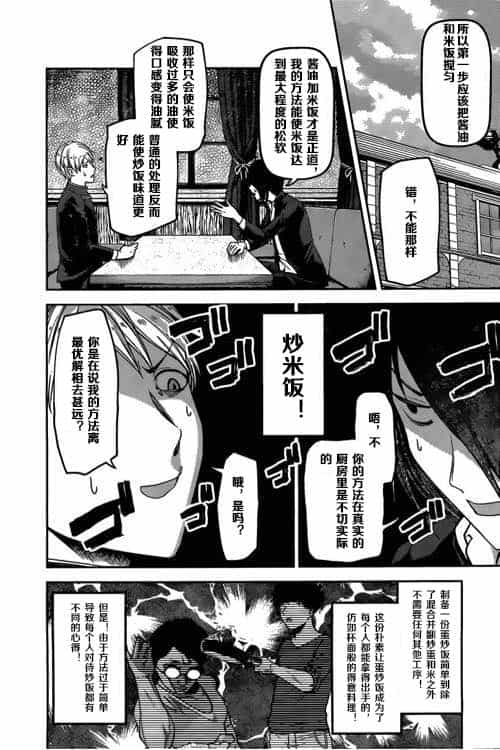 所以第一步应该把酱油
和米饭搅匀
错，不能那样
酱油加米饭才是正道，
我的方法能使米饭达
到最大程度的松软
那样只会使米饭
吸收过多的油使
得口感变得油腻
普通的处理反而
能使炒饭味道更
好
炒米饭！
唔，不
你的方法在真实的
厨房里是不切实际
的
你是在说我的方法离
最优解相去甚远？
哦，是吗？
ゴゴゴ
ゴゴゴ
制备一份蛋炒饭简单到除
了混合并翻炒蛋和米之外
不需要任何其他工序！
这份朴素让蛋炒饭成为了
每个人都能拿得出手的，
仿如杯面般的得意料理！
但是！由于方法过于简单
导致每个人对待炒饭都有
不同的心得！